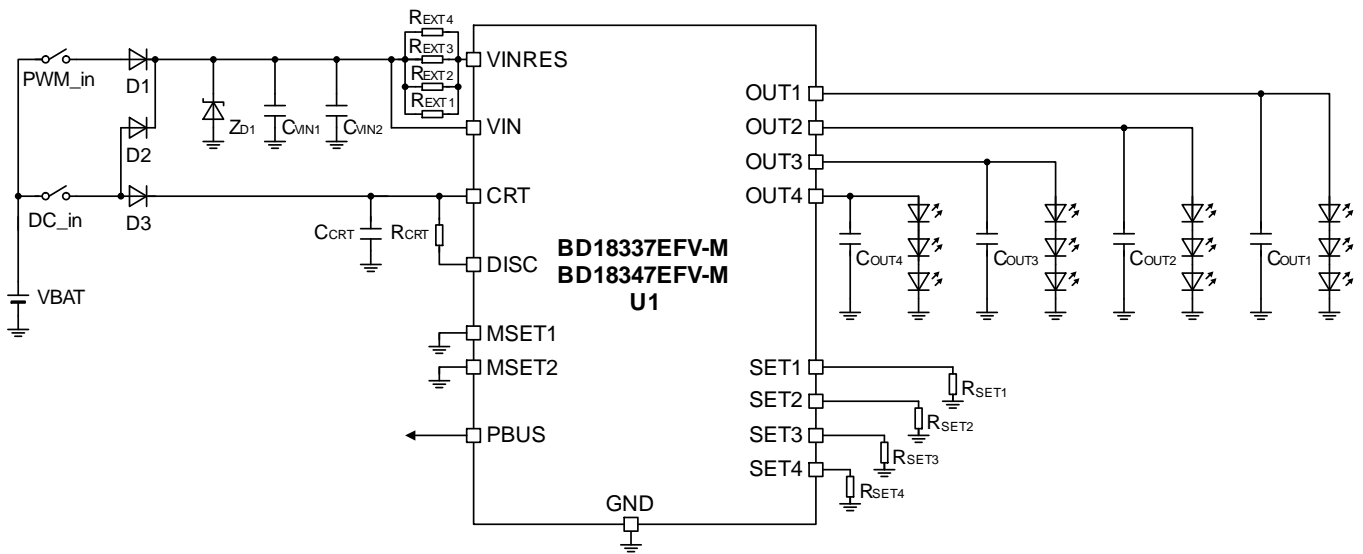 REXT4
REXT3
REXT2
REXT1
PWM_in
D1
D2
ZD1
CVIN1
CVIN2
DC_in
D3
CCRT
RCRT
VBAT
VINRES
VIN
CRT
DISC
MSET1
MSET2
PBUS
BD18337EFV-M
BD18347EFV-M
U1
GND
OUT1
OUT2
OUT3
OUT4
SET1
SET2
SET3
SET4
COUT4
COUT3
COUT2
COUT1
RSET1
RSET2
RSET3
RSET4